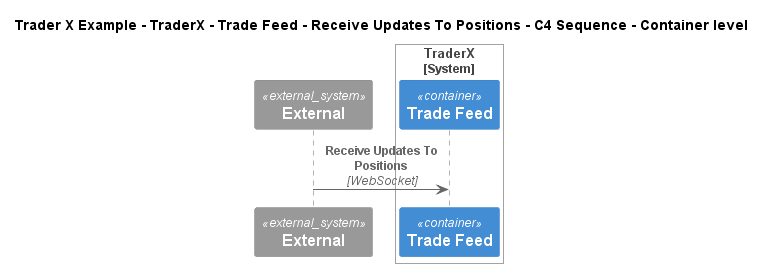 Trader X Example - TraderX - Trade Feed - Receive Updates To Positions - C4 Sequence - Container level
TraderX
[System]
«external_system»
External
«container»
Trade Feed
Receive Updates To
Positions
[WebSocket]
«external_system»
External
«container»
Trade Feed